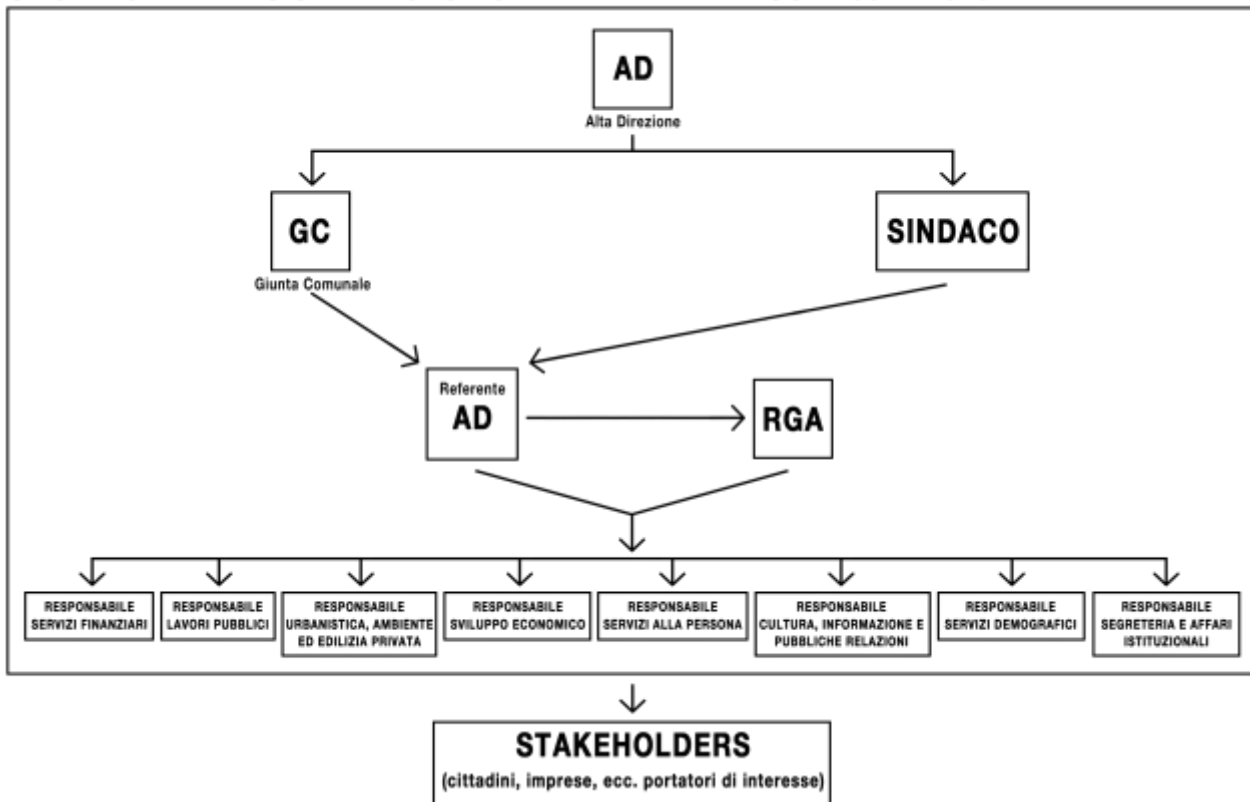 AD
Alta Direzione
GC
Giunta Comunale
SINDACO
Referente
AD
RGA
RESPONSABILE
SERVIZI FINANZIARI
RESPONSABILE
LAVORI PUBBLICI
RESPONSABILE
URBANISTICA, AMBIENTE
ED EDILIZIA PRIVATA
RESPONSABILE
SVILUPPO ECONOMICO
RESPONSABILE
SERVIZI ALLA PERSONA
RESPONSABILE
CULTURA, INFORMAZIONE E
PUBBLICHE RELAZIONI
RESPONSABILE
SERVIZI DEMOGRAFICI
RESPONSABILE
SEGRETERIA E AFFARI
ISTITUZIONALI
STAKEHOLDERS
(cittadini, imprese, ecc. portatori di interesse)